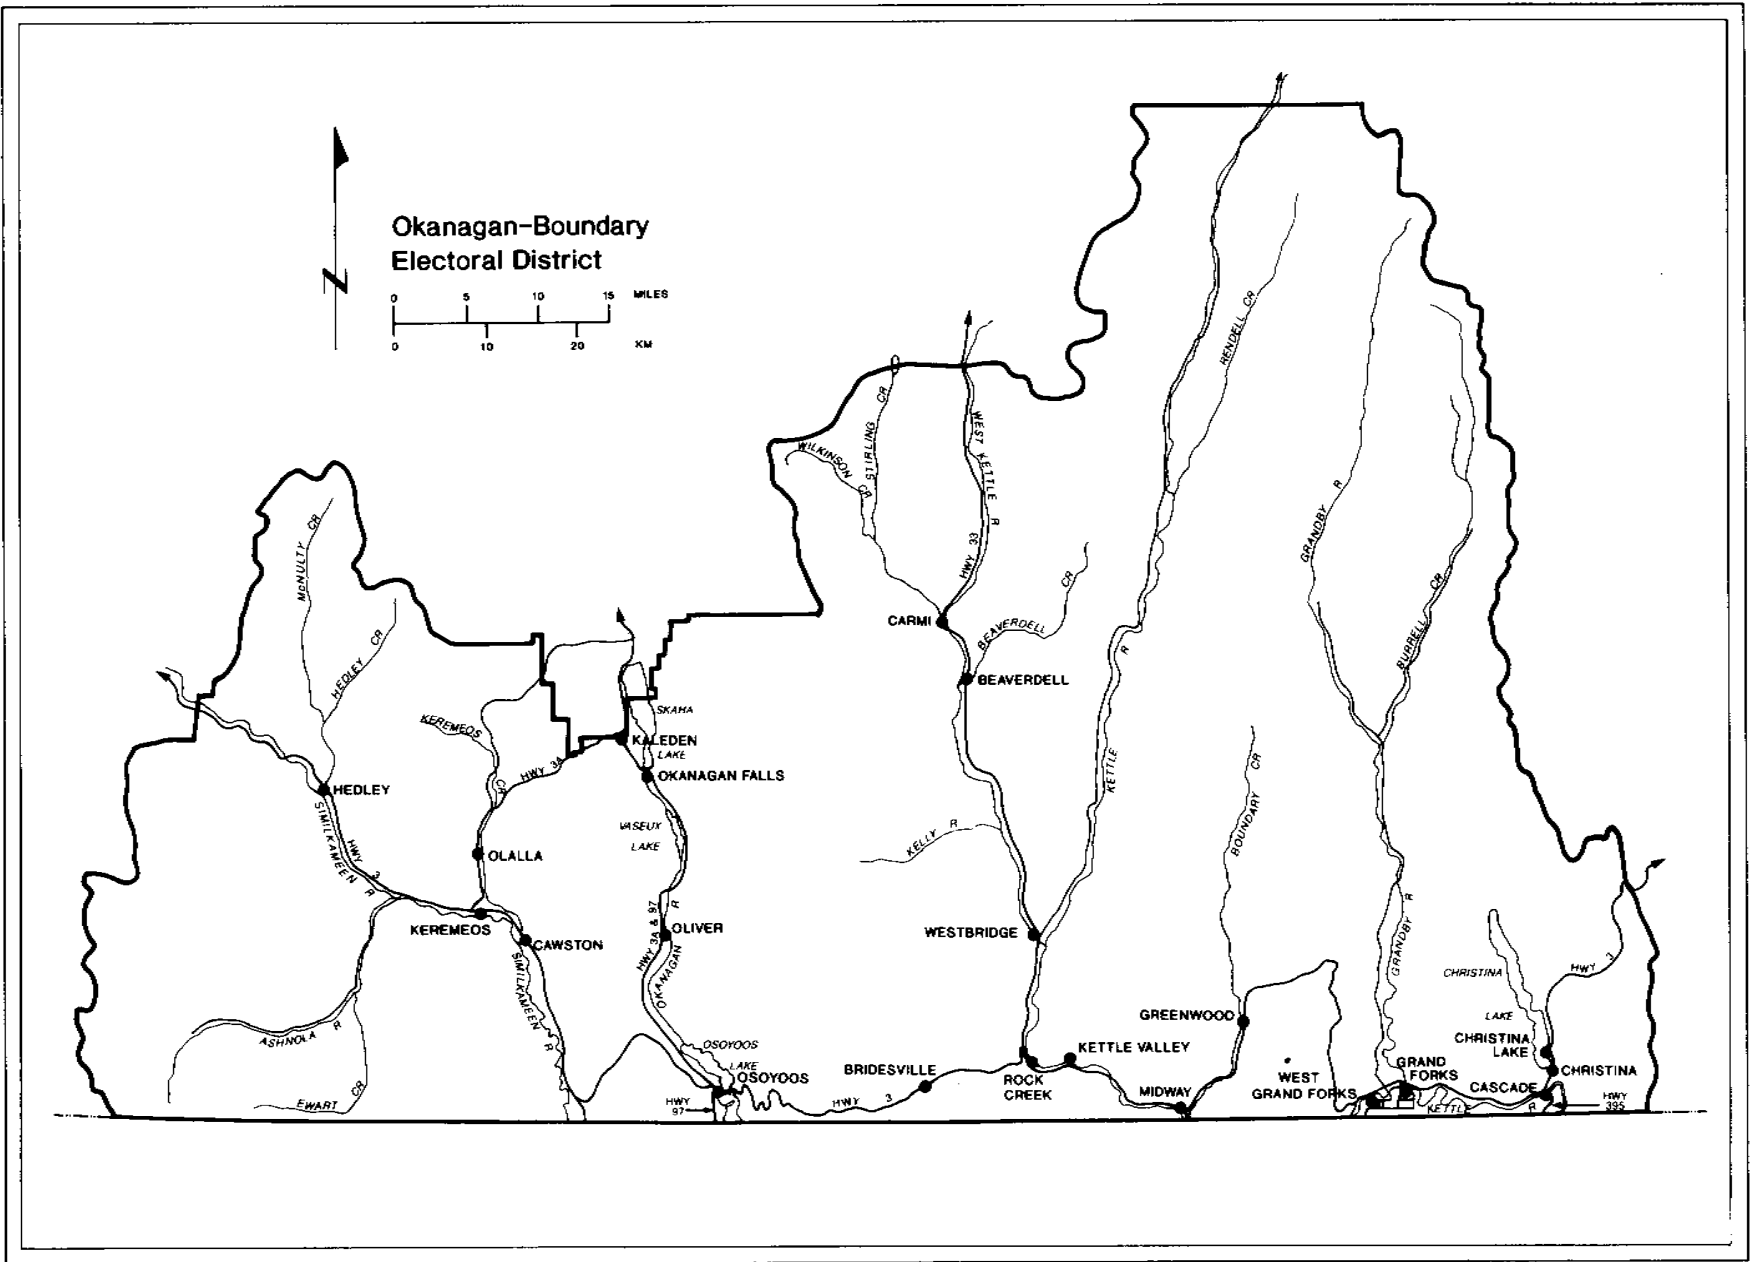 Okanagan-Boundary
Electoral District
0 5 10 15 MILES
0 10 20 KM
N
RENDELL CR
WEST KETTLE R
STIRLING CR
WILKINSON CR
HWY 33
McNULTY CR
HEDLEY CR
GRANDBY R
BURRELL CR
CARMI
BEAVERDELL CR
BEAVERDELL
KETTLE R
KEREMEOS CR
SKAHA
LAKE
KALEDEN
HWY 3A
OKANAGAN FALLS
HEDLEY
SIMILKAMEEN R
HWY 3
VASEUX
LAKE
KELLY R
BOUNDARY CR
OLALLA
KEREMEOS
CAWSTON
SIMILKAMEEN R
HWY 3A & 97
OKANAGAN R
OLIVER
WESTBRIDGE
GRANDBY R
CHRISTINA
LAKE
HWY 3
ASHNOLA R
EWART CR
OSOYOOS
LAKE
OSOYOOS
HWY
97
HWY 3
BRIDESVILLE
ROCK
CREEK
KETTLE VALLEY
GREENWOOD
MIDWAY
WEST
GRAND FORKS
GRAND
FORKS
KETTLE R
CHRISTINA
LAKE
CHRISTINA
CASCADE
HWY
395